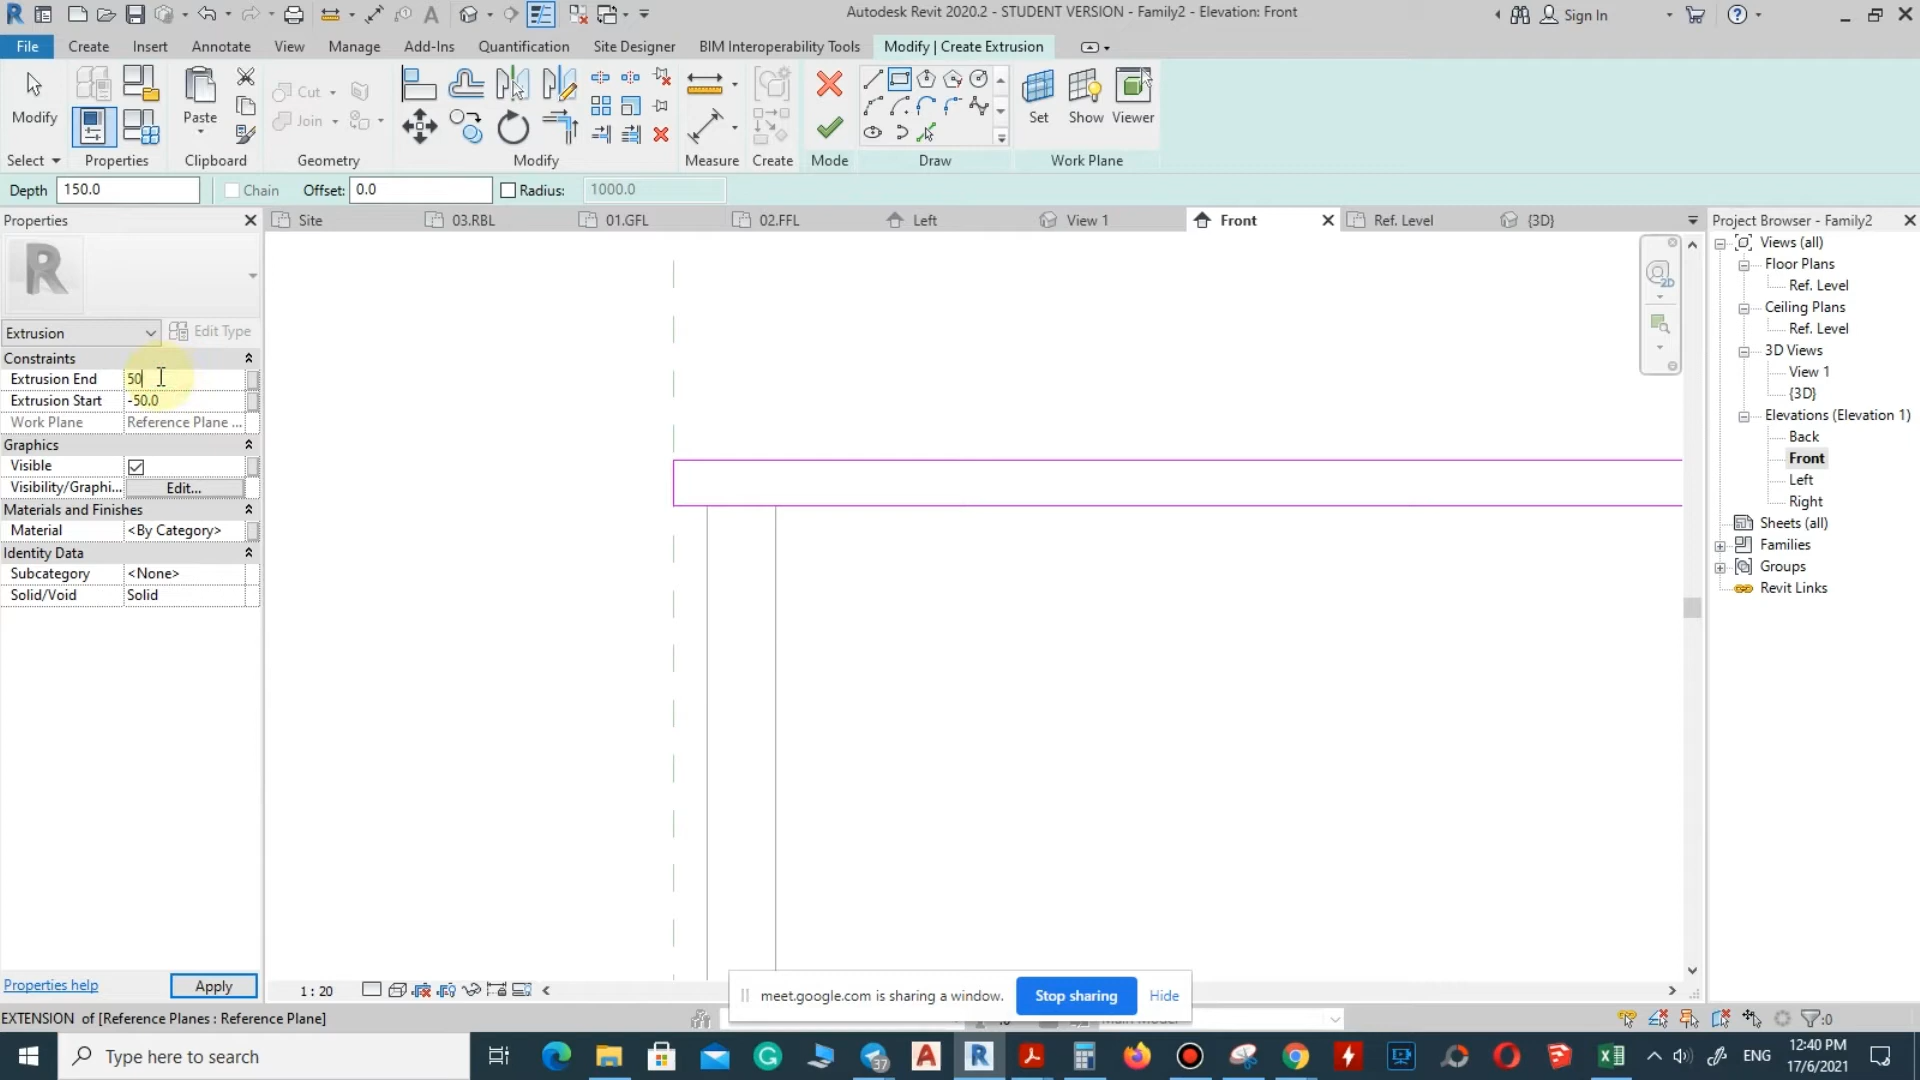 Autodesk Revit 2020.2 - STUDENT VERSION - Family2 - Elevation: Front
Sign In
File Create Insert Annotate View Manage Add-Ins Quantification Site Designer BIM Interoperability Tools Modify | Create Extrusion
Modify
Paste
Cut
Join
Set Show Viewer
Select Properties Clipboard Geometry Modify Measure Create Mode Draw Work Plane
Depth 150.0 Chain Offset: 0.0 Radius: 1000.0
Properties
Site 03.RBL 01.GFL 02.FFL Left View 1 Front Ref. Level {3D}
Project Browser - Family2
R
Extrusion Edit Type
Constraints
Extrusion End 50
Extrusion Start -50.0
Work Plane Reference Plane ...
Graphics
Visible
Visibility/Graphi... Edit...
Materials and Finishes
Material <By Category>
Identity Data
Subcategory <None>
Solid/Void Solid
2D
Views (all)
Floor Plans
Ref. Level
Ceiling Plans
Ref. Level
3D Views
View 1
{3D}
Elevations (Elevation 1)
Back
Front
Left
Right
Sheets (all)
Families
Groups
Revit Links
Properties help Apply
1 : 20
meet.google.com is sharing a window. Stop sharing Hide
EXTENSION of [Reference Planes : Reference Plane]
:0
Type here to search
37
ENG
12:40 PM
17/6/2021